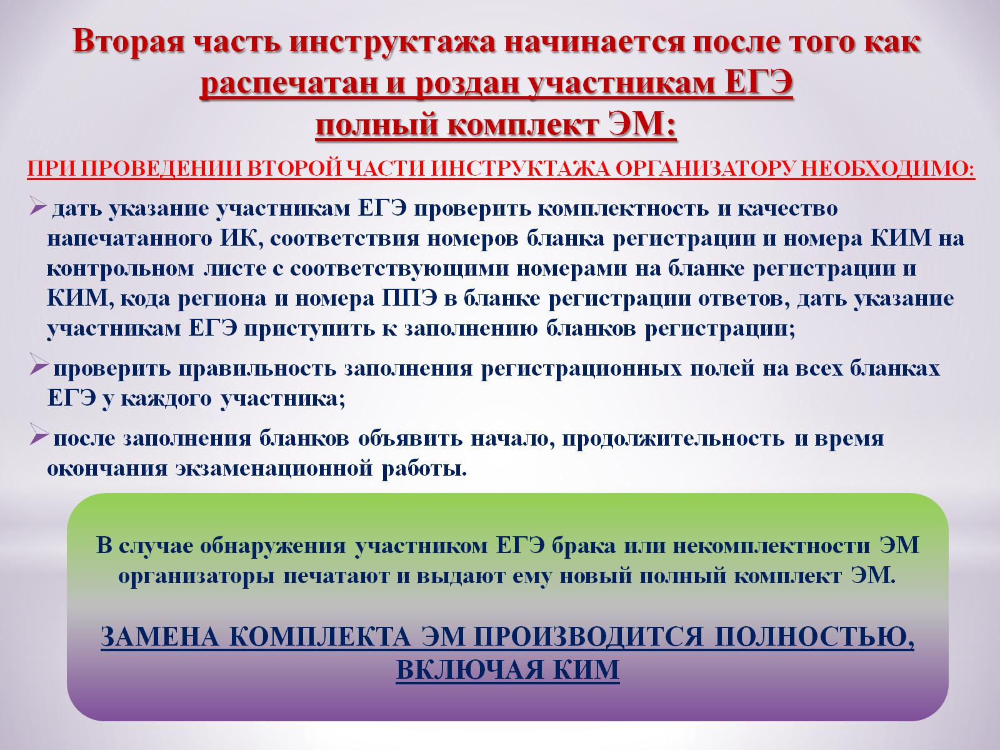 Вторая часть инструктажа начинается после того как
распечатан и роздан участникам ЕГЭ
полный комплект ЭМ:
ПРИ ПРОВЕДЕНИИ ВТОРОЙ ЧАСТИ ИНСТРУКТАЖА ОРГАНИЗАТОРУ НЕОБХОДИМО:
дать указание участникам ЕГЭ проверить комплектность и качество
напечатанного ИК, соответствия номеров бланка регистрации и номера КИМ на
контрольном листе с соответствующими номерами на бланке регистрации и
КИМ, кода региона и номера ППЭ в бланке регистрации ответов, дать указание
участникам ЕГЭ приступить к заполнению бланков регистрации;
проверить правильность заполнения регистрационных полей на всех бланках
ЕГЭ у каждого участника;
после заполнения бланков объявить начало, продолжительность и время
окончания экзаменационной работы.
В случае обнаружения участником ЕГЭ брака или некомплектности ЭМ
организаторы печатают и выдают ему новый полный комплект ЭМ.
ЗАМЕНА КОМПЛЕКТА ЭМ ПРОИЗВОДИТСЯ ПОЛНОСТЬЮ,
ВКЛЮЧАЯ КИМ